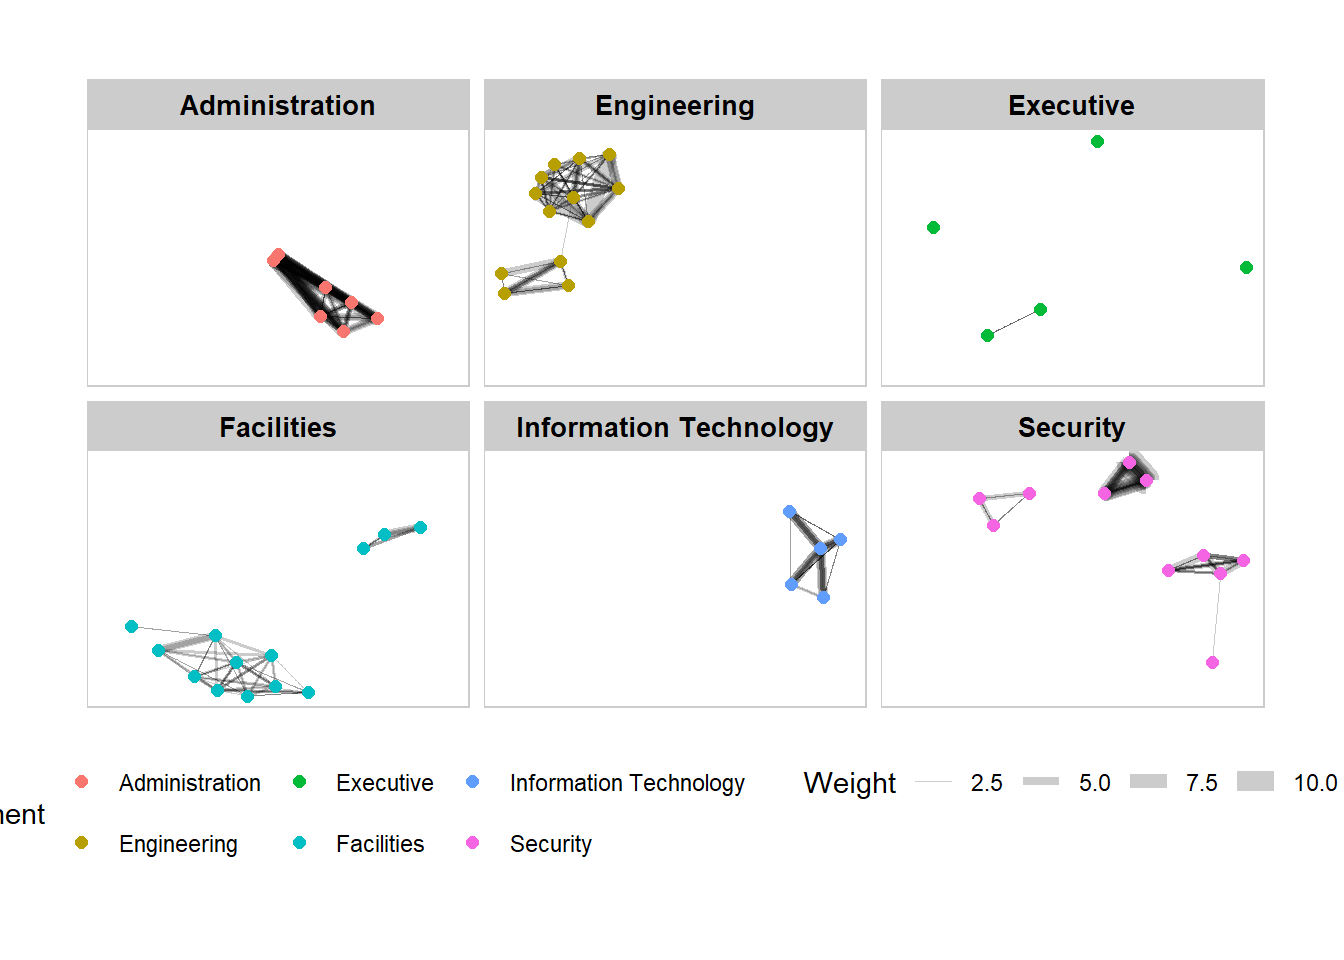 Administration
Engineering
Executive
Facilities
Information Technology
Security
Administration Executive Information Technology Weight 2.5 5.0 7.5 10.0
ment
Engineering Facilities Security